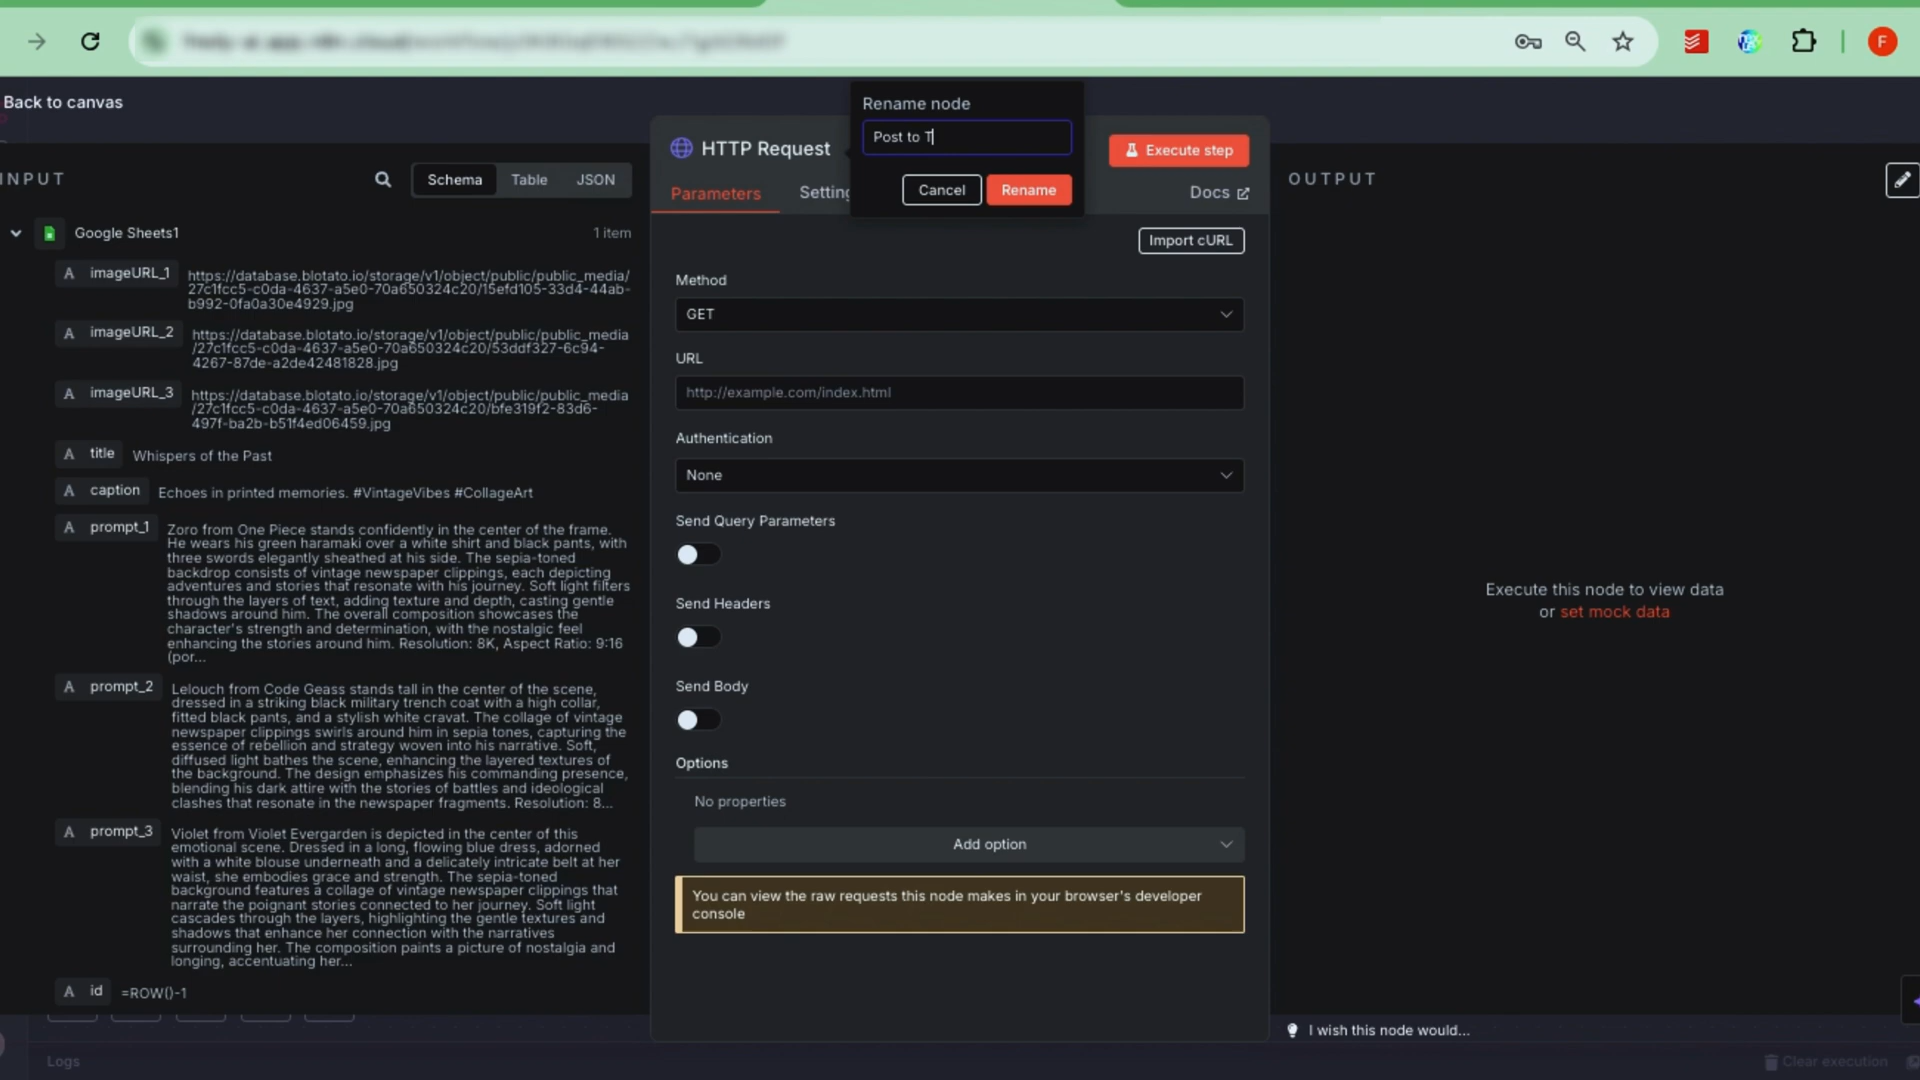 F
Back to canvas
Rename node
Post to T
Cancel
Rename
HTTP Request
Execute step
Parameters
Setting
Docs
INPUT
Schema
Table
JSON
OUTPUT
Google Sheets1
1 item
A imageURL_1
https://database.blotato.io/storage/v1/object/public/public_media/
27c1fcc5-c0da-4637-a5e0-70a650324c20/15efd105-33d4-44ab-
b992-0fa0a30e4929.jpg
A imageURL_2
https://database.blotato.io/storage/v1/object/public/public_media
/27c1fcc5-c0da-4637-a5e0-70a650324c20/53ddf327-6c94-
4267-87de-a2de42481828.jpg
A imageURL_3
https://database.blotato.io/storage/v1/object/public/public_media
/27c1fcc5-c0da-4637-a5e0-70a650324c20/bfe319f2-83d6-
497f-ba2b-b51f4ed06459.jpg
A title Whispers of the Past
A caption Echoes in printed memories. #VintageVibes #CollageArt
A prompt_1
Zoro from One Piece stands confidently in the center of the frame.
He wears his green haramaki over a white shirt and black pants, with
three swords elegantly sheathed at his side. The sepia-toned
backdrop consists of vintage newspaper clippings, each depicting
adventures and stories that resonate with his journey. Soft light filters
through the layers of text, adding texture and depth, casting gentle
shadows around him. The overall composition showcases the
character's strength and determination, with the nostalgic feel
enhancing the stories around him. Resolution: 8K, Aspect Ratio: 9:16
(por...
A prompt_2
Lelouch from Code Geass stands tall in the center of the scene,
dressed in a striking black military trench coat with a high collar,
fitted black pants, and a stylish white cravat. The collage of vintage
newspaper clippings swirls around him in sepia tones, capturing the
essence of rebellion and strategy woven into his narrative. Soft,
diffused light bathes the scene, enhancing the layered textures of
the background. The design emphasizes his commanding presence,
blending his dark attire with the stories of battles and ideological
clashes that resonate in the newspaper fragments. Resolution: 8...
A prompt_3
Violet from Violet Evergarden is depicted in the center of this
emotional scene. Dressed in a long, flowing blue dress, adorned
with a white blouse underneath and a delicately intricate belt at her
waist, she embodies grace and strength. The sepia-toned
background features a collage of vintage newspaper clippings that
narrate the poignant stories connected to her journey. Soft light
cascades through the layers, highlighting the gentle textures and
shadows that enhance her connection with the narratives
surrounding her. The composition paints a picture of nostalgia and
longing, accentuating her...
A id =ROW()-1
Import cURL
Method
GET
URL
http://example.com/index.html
Authentication
None
Send Query Parameters
Send Headers
Send Body
Options
No properties
Add option
You can view the raw requests this node makes in your browser's developer
console
Execute this node to view data
or set mock data
I wish this node would...
Logs
Clear execution